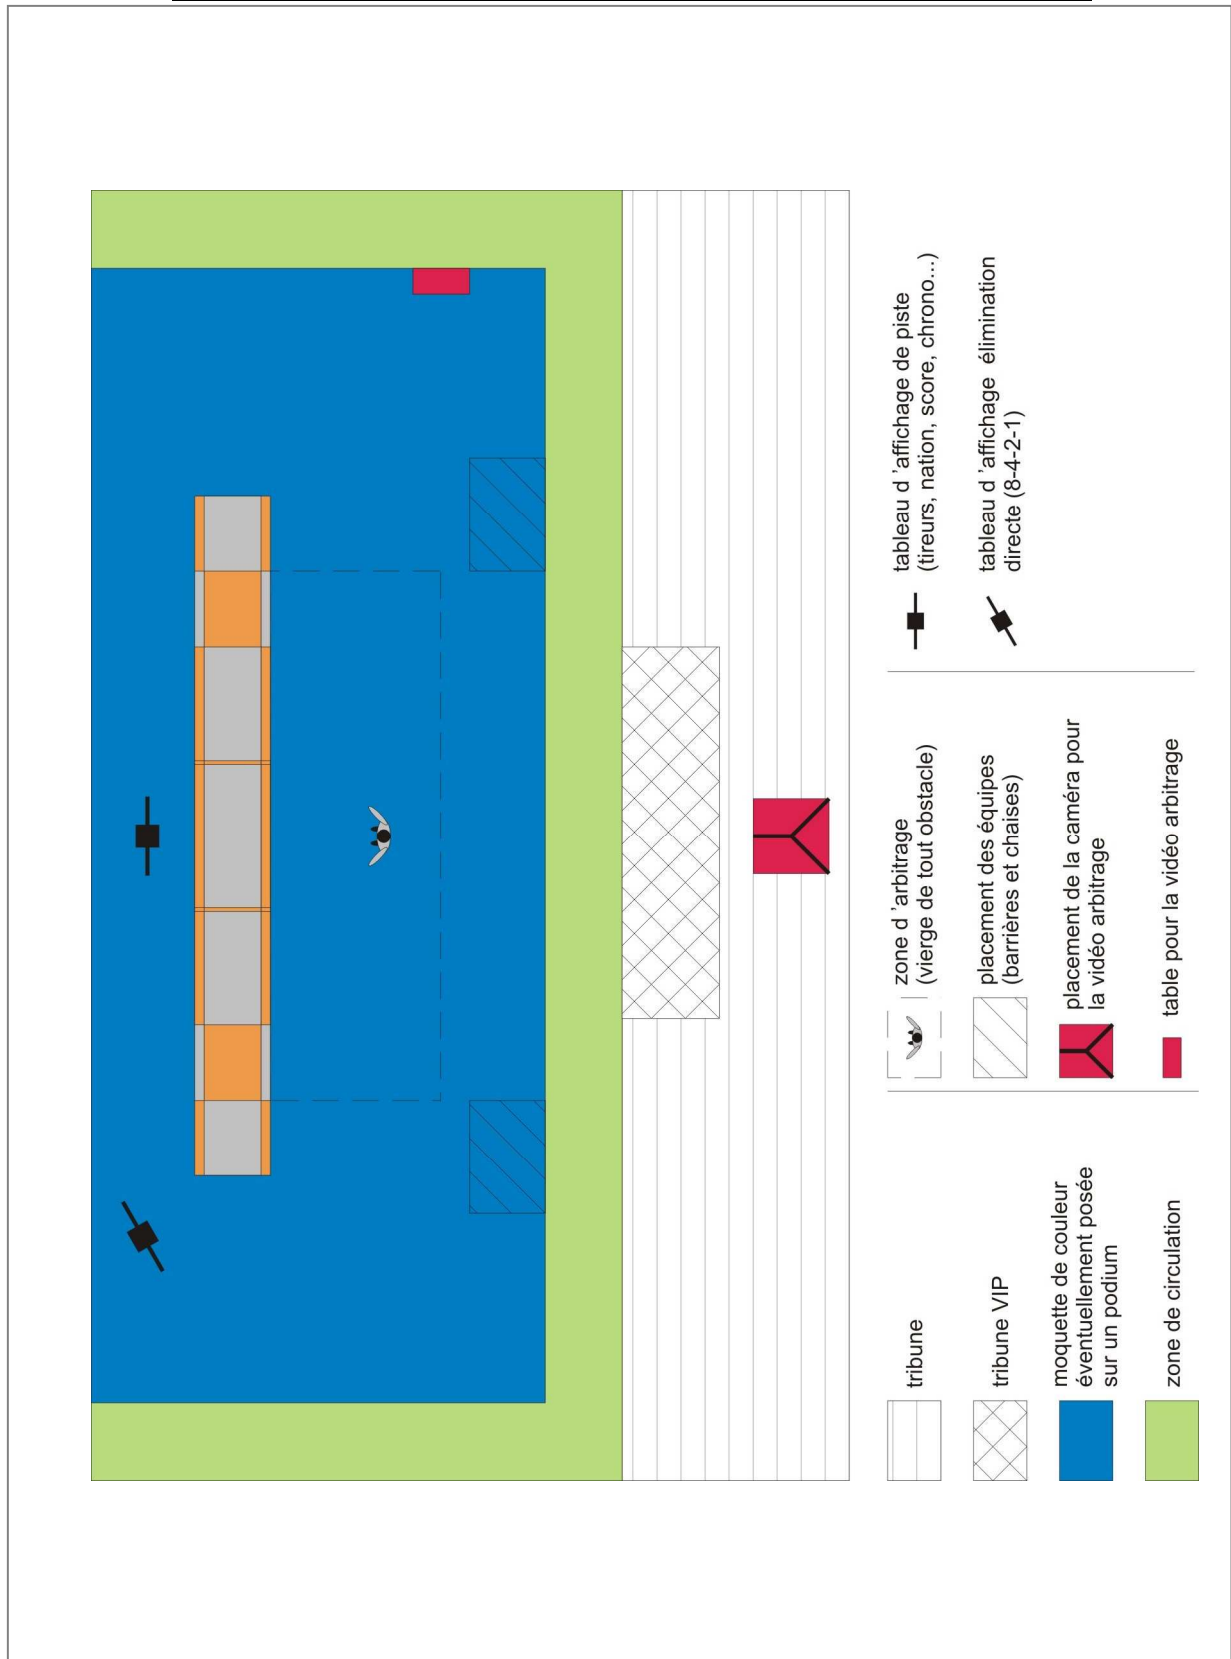 tribune
tribune VIP
moquette de couleur
éventuellement posée
sur un podium
zone de circulation
zone d 'arbitrage
(vierge de tout obstacle)
placement des équipes
(barrières et chaises)
placement de la caméra pour
la vidéo arbitrage
table pour la vidéo arbitrage
tableau d 'affichage de piste
(tireurs, nation, score, chrono...)
tableau d 'affichage élimination
directe (8-4-2-1)